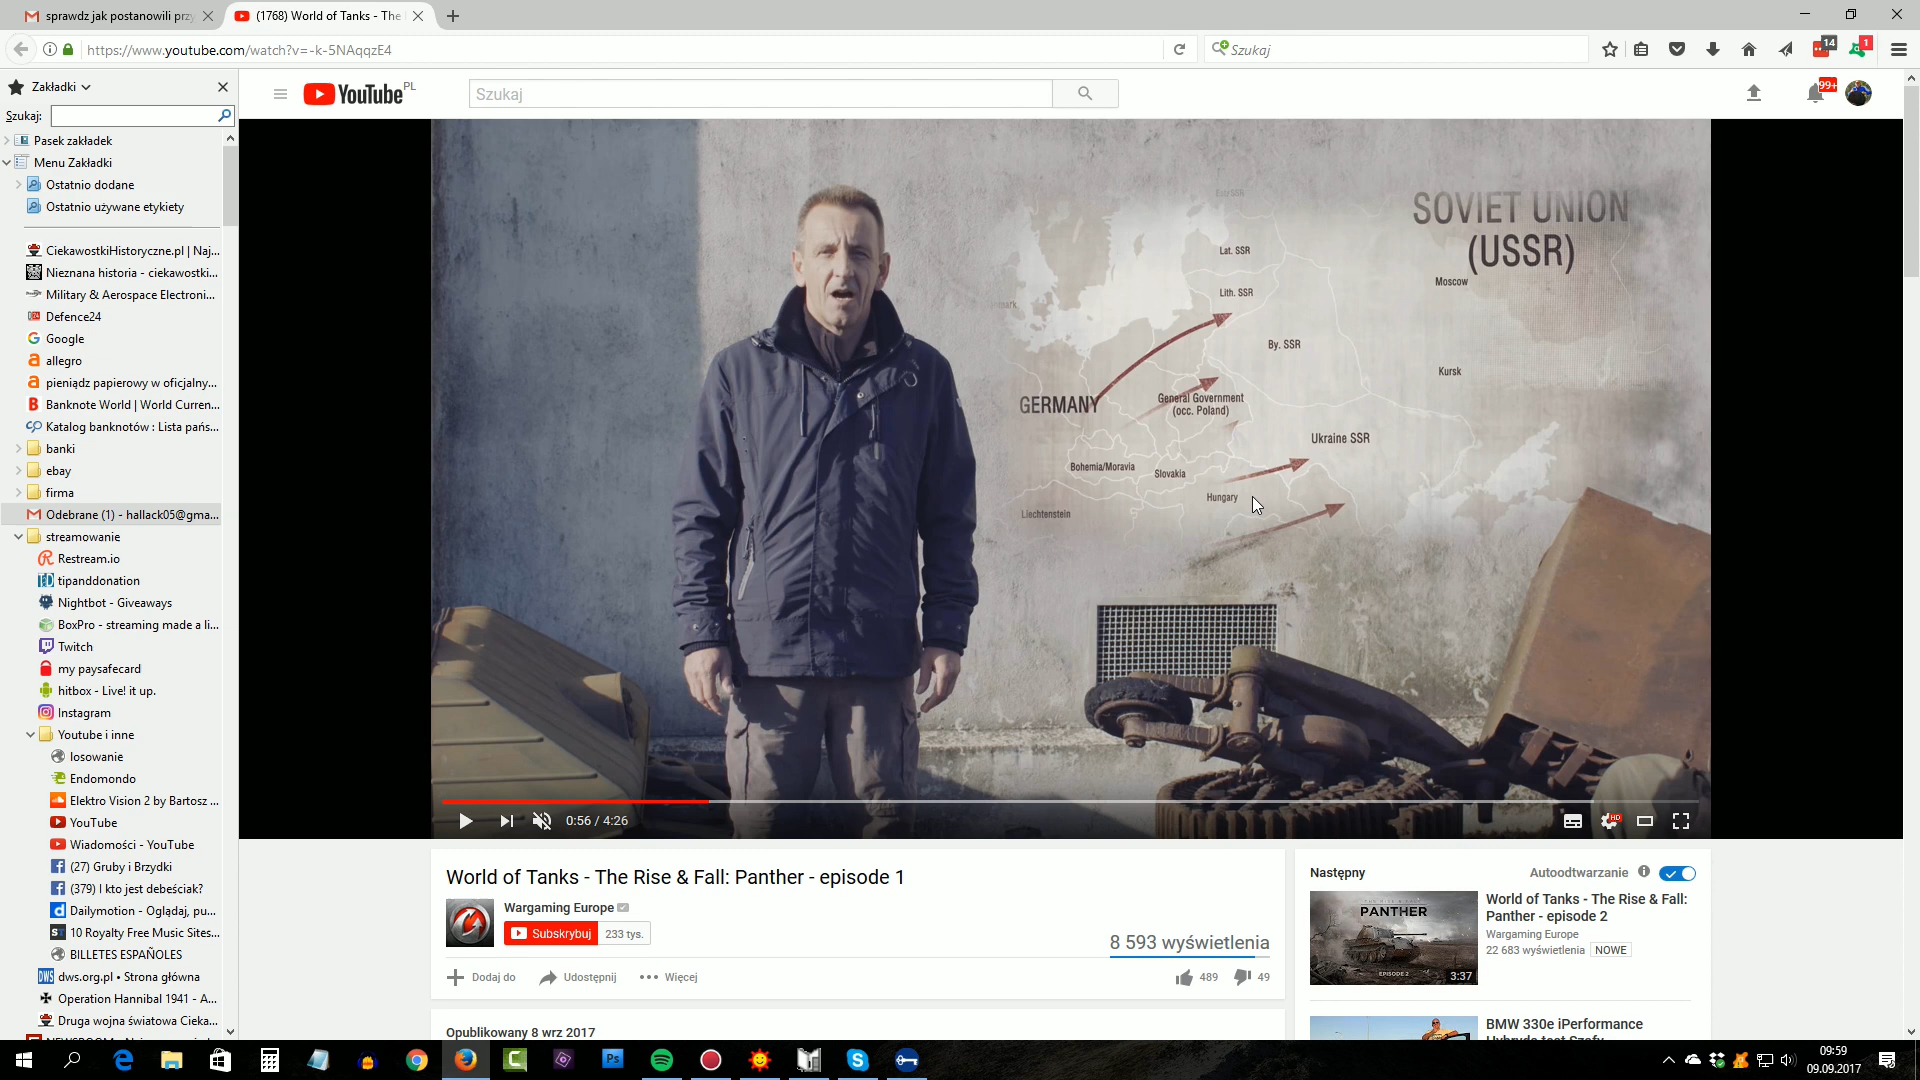 sprawdz jak postanowili prz
(1768) World of Tanks - The
https://www.youtube.com/watch?v=-k-5NAqqzE4
Szukaj
14
1
Zakładki
YouTube PL
Szukaj
99+
Szukaj:
Pasek zakładek
Menu Zakładki
Ostatnio dodane
Ostatnio używane etykiety
CiekawostkiHistoryczne.pl | Naj...
Nieznana historia - ciekawostki...
Military & Aerospace Electroni...
Defence24
Google
allegro
pieniądz papierowy w oficjalny...
Banknote World | World Curren...
Katalog banknotów : Lista pańs...
banki
ebay
firma
Odebrane (1) - hallack05@gma...
streamowanie
Restream.io
tipanddonation
Nightbot - Giveaways
BoxPro - streaming made a li...
Twitch
my paysafecard
hitbox - Live! it up.
Instagram
Youtube i inne
losowanie
Endomondo
Elektro Vision 2 by Bartosz ...
YouTube
Wiadomości - YouTube
(27) Gruby i Brzydki
(379) I kto jest debeściak?
Dailymotion - Oglądaj, pu...
10 Royalty Free Music Sites...
BILLETES ESPAÑOLES
dws.org.pl • Strona główna
Operation Hannibal 1941 - A...
Druga wojna światowa Cieka...
SOVIET UNION
(USSR)
Est. SSR
Lat. SSR
Moscow
Lith. SSR
By. SSR
Kursk
GERMANY
General Government
(occ. Poland)
Ukraine SSR
Bohemia/Moravia
Slovakia
Hungary
Liechtenstein
0:56 / 4:26
HD
World of Tanks - The Rise & Fall: Panther - episode 1
Wargaming Europe
Subskrybuj 233 tys.
8 593 wyświetlenia
Dodaj do
Udostępnij
Więcej
489
49
Opublikowany 8 wrz 2017
Następny
Autoodtwarzanie
PANTHER
EPISODE 2
3:37
World of Tanks - The Rise & Fall:
Panther - episode 2
Wargaming Europe
22 683 wyświetlenia NOWE
BMW 330e iPerformance
09:59
09.09.2017